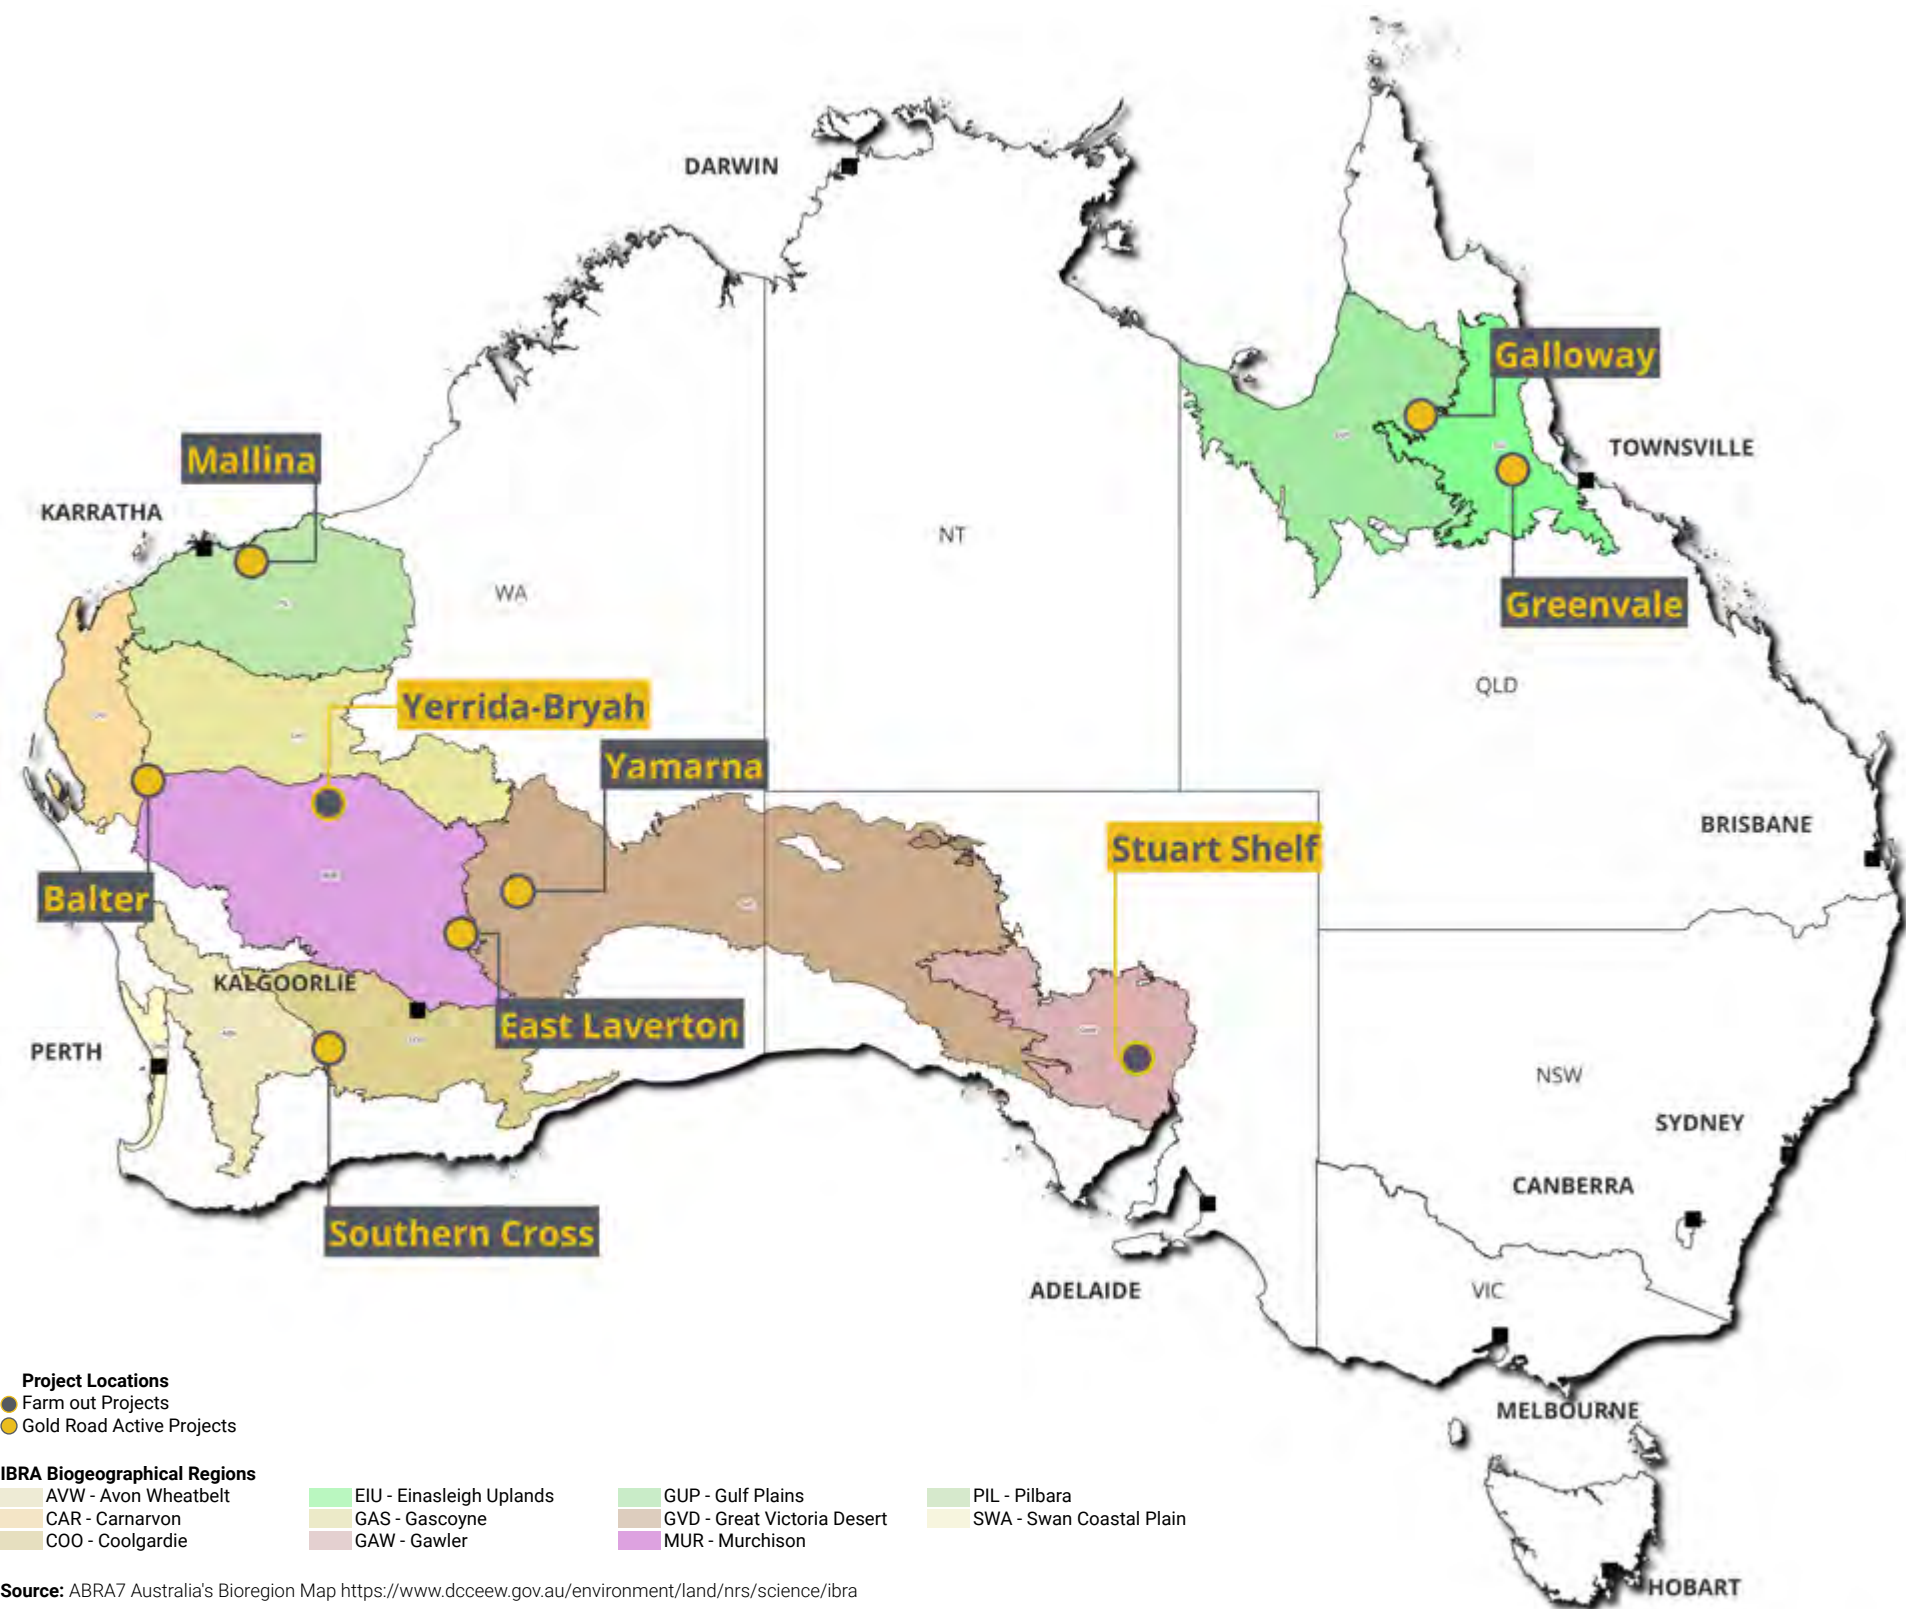 DARWIN
Galloway
TOWNSVILLE
Mallina
KARRATHA
NT
WA
Greenvale
QLD
Yerrida-Bryah
Yamarna
BRISBANE
Stuart Shelf
Balter
KALGOORLIE
East Laverton
PERTH
NSW
SYDNEY
CANBERRA
Southern Cross
ADELAIDE
VIC
MELBOURNE
HOBART
Project Locations
Farm out Projects
Gold Road Active Projects
IBRA Biogeographical Regions
AVW - Avon Wheatbelt
CAR - Carnarvon
COO - Coolgardie
EIU - Einasleigh Uplands
GAS - Gascoyne
GAW - Gawler
GUP - Gulf Plains
GVD - Great Victoria Desert
MUR - Murchison
PIL - Pilbara
SWA - Swan Coastal Plain
Source: ABRA7 Australia's Bioregion Map https://www.dcceew.gov.au/environment/land/nrs/science/ibra